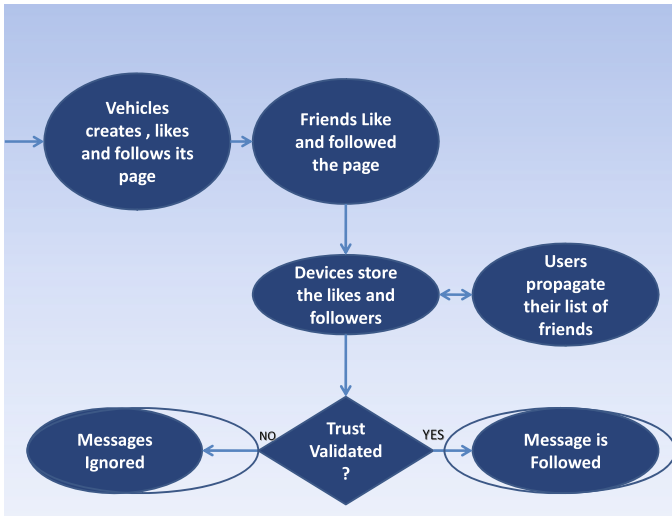 Vehicles
creates , likes
and follows its
page
Friends Like
and followed
the page
Devices store
the likes and
followers
Users
propagate
their list of
friends
Messages
Ignored
NO
Trust
Validated
?
YES
Message is
Followed